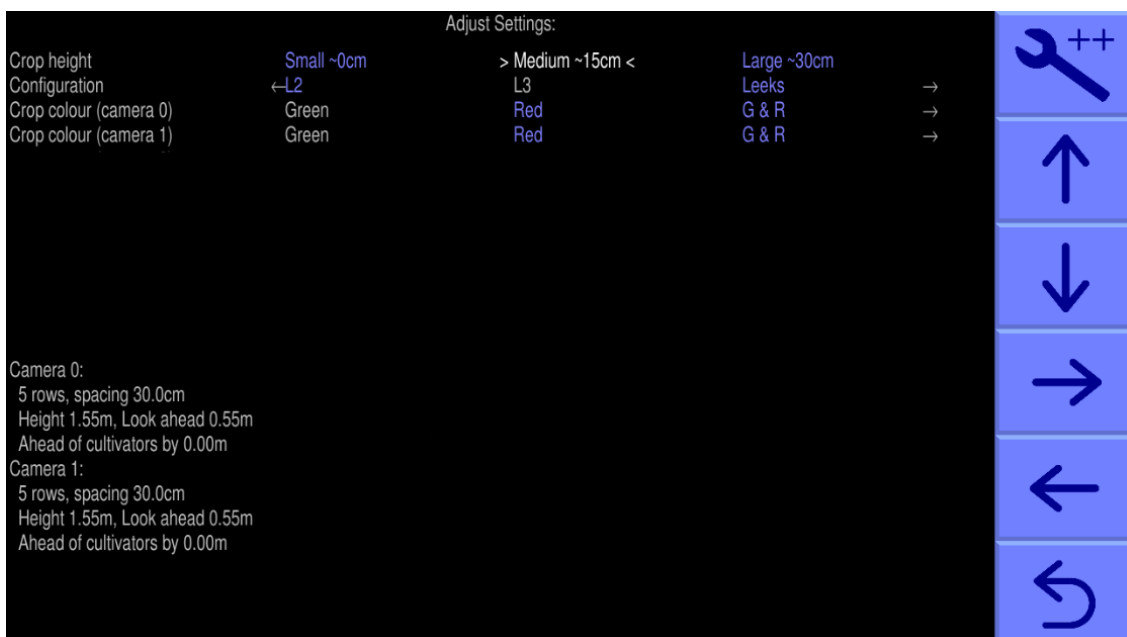 Adjust Settings:
++
Crop height Small ~0cm > Medium ~15cm < Large ~30cm
Configuration ←L2 L3 Leeks →
Crop colour (camera 0) Green Red G & R →
Crop colour (camera 1) Green Red G & R →
Camera 0:
5 rows, spacing 30.0cm
Height 1.55m, Look ahead 0.55m
Ahead of cultivators by 0.00m
Camera 1:
5 rows, spacing 30.0cm
Height 1.55m, Look ahead 0.55m
Ahead of cultivators by 0.00m